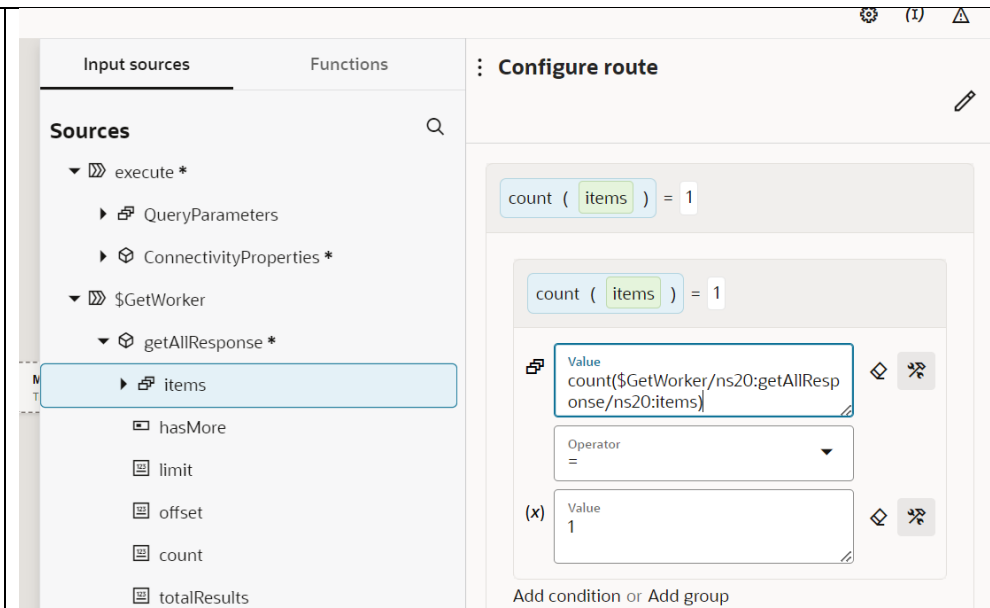 (I)
Input sources
Functions
Configure route
Sources
execute *
QueryParameters
ConnectivityProperties *
$GetWorker
getAllResponse *
items
hasMore
limit
offset
count
totalResults
count ( items ) = 1
count ( items ) = 1
Value
count($GetWorker/ns20:getAllResp
onse/ns20:items)
Operator
=
(x)
Value
1
Add condition or Add group